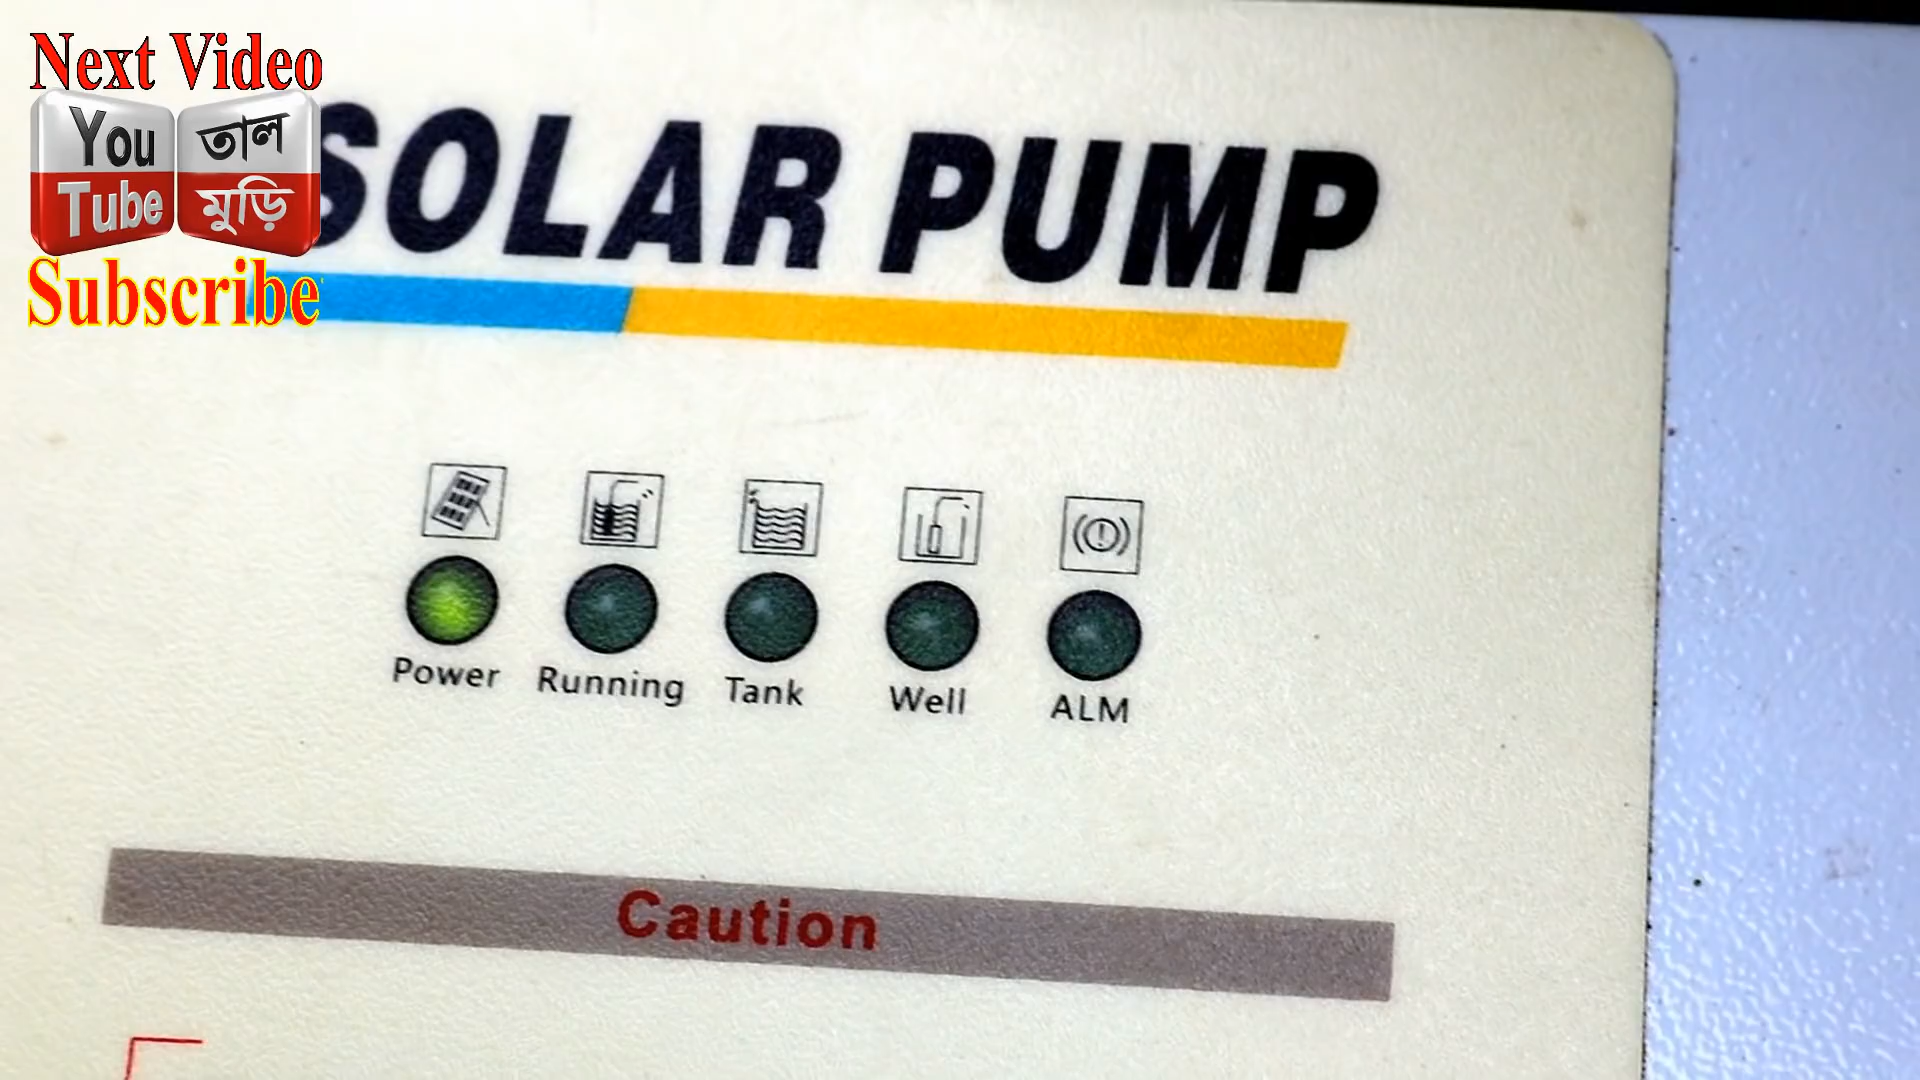 Next Video
You
Tube
তাল
মুড়ি
Subscribe
SOLAR PUMP
Power Running Tank Well ALM
Caution